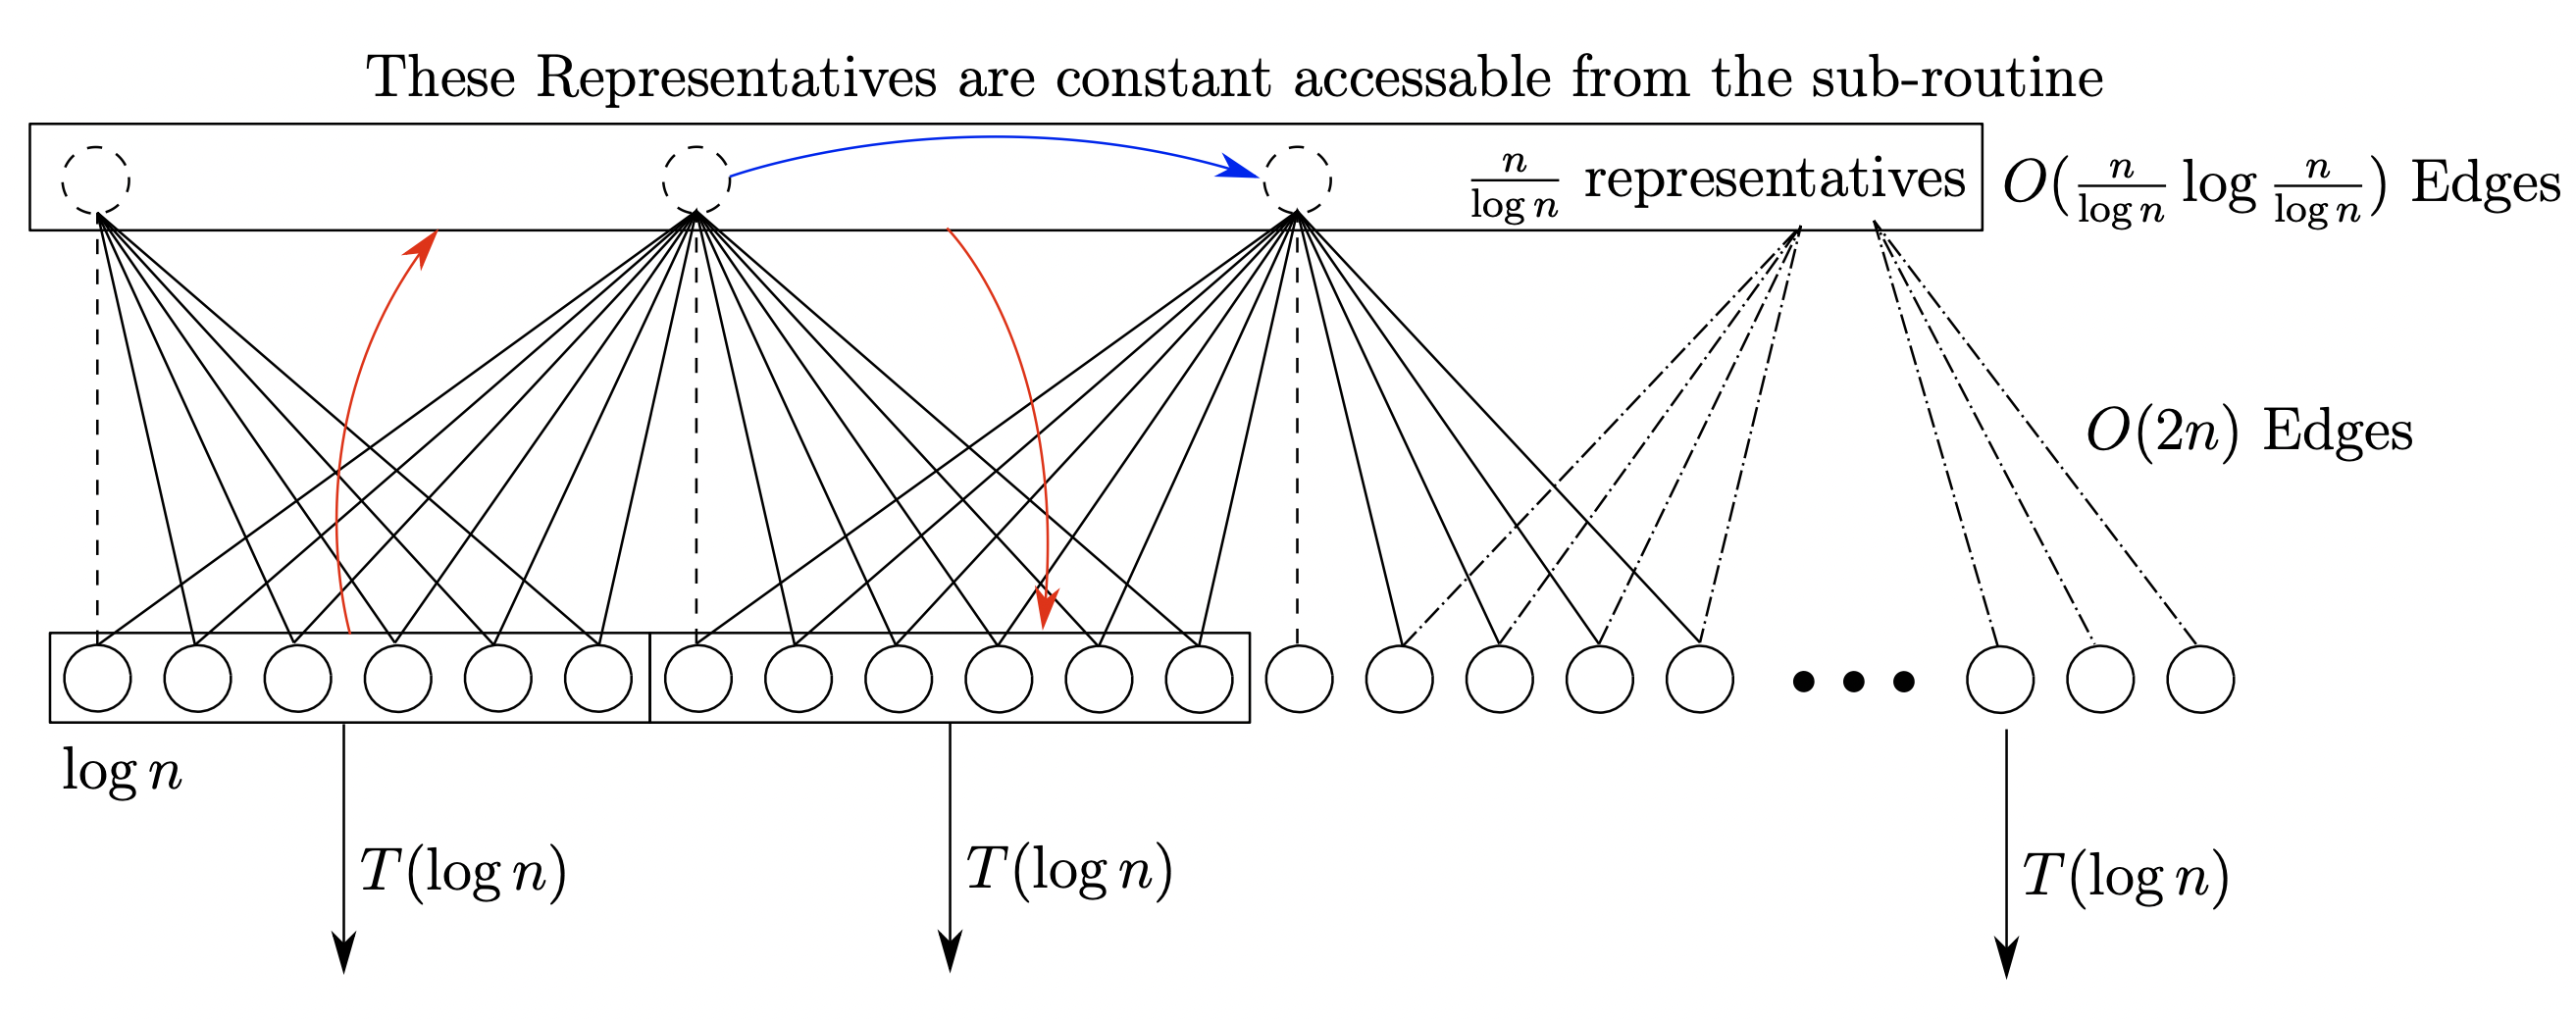 These Representatives are constant accessable from the sub-routine
$\frac{n}{\log n}$ representatives
$O(\frac{n}{\log n} \log \frac{n}{\log n})$ Edges
$O(2n)$ Edges
$\log n$
$T(\log n)$
$T(\log n)$
$T(\log n)$